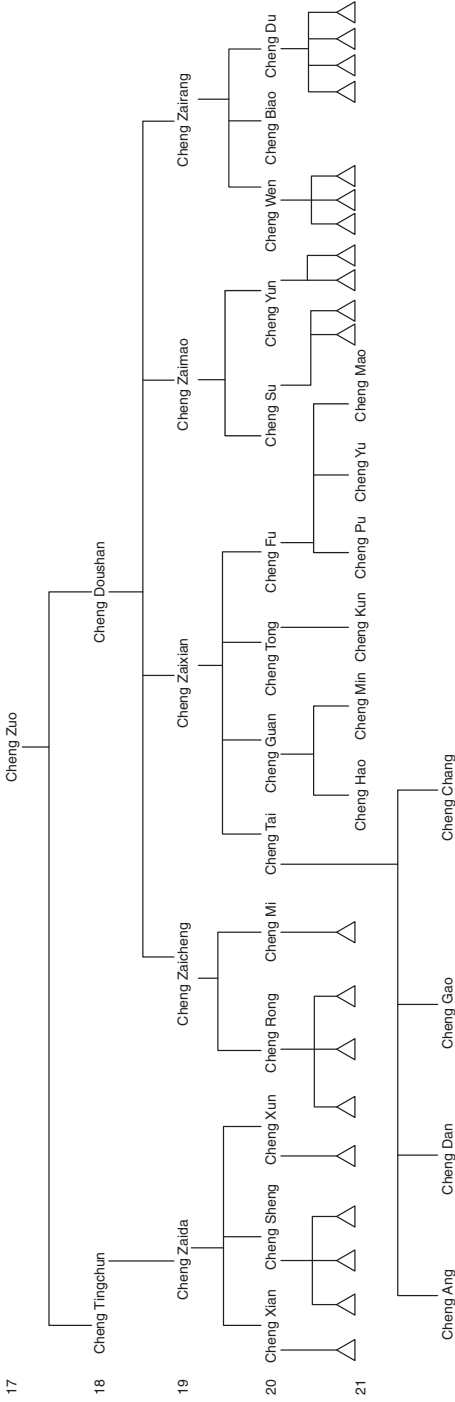 17
Cheng Zuo
18
Cheng Tingchun
Cheng Doushan
19
Cheng Zaida
Cheng Zaicheng
Cheng Zaixian
Cheng Zaimao
Cheng Zairang
20
Cheng Xian
Cheng Sheng
Cheng Xun
Cheng Rong
Cheng Mi
Cheng Tai
Cheng Guan
Cheng Tong
Cheng Fu
Cheng Su
Cheng Yun
Cheng Wen
Cheng Biao
Cheng Du
21
Cheng Hao
Cheng Min
Cheng Kun
Cheng Pu
Cheng Yu
Cheng Mao
Cheng Ang
Cheng Dan
Cheng Gao
Cheng Chang